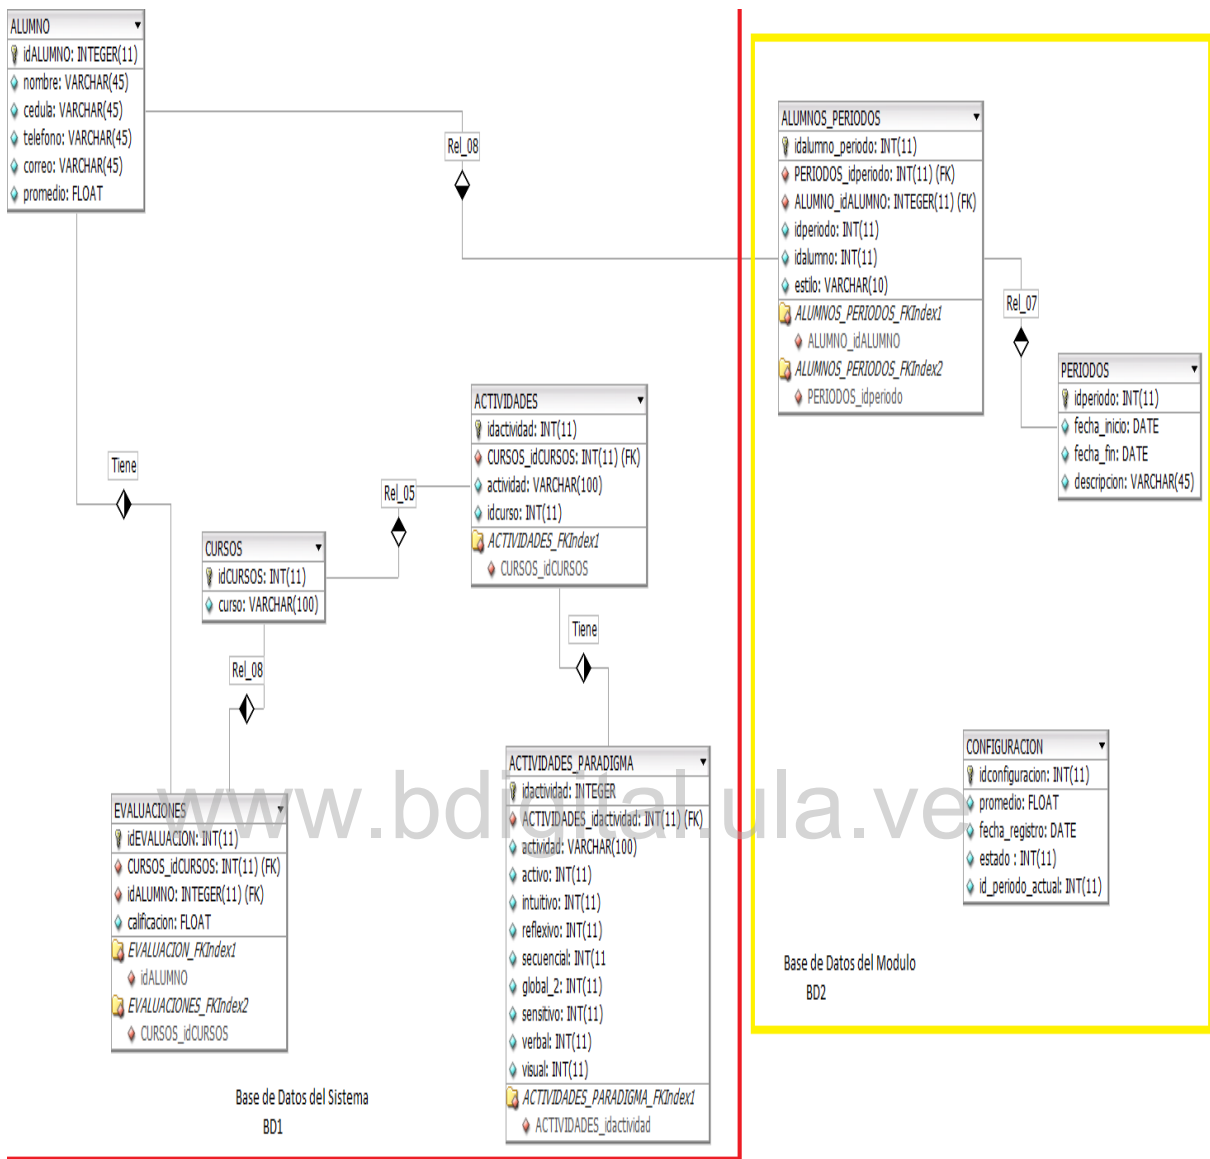 ALUMNO
idALUMNO: INTEGER(11)
nombre: VARCHAR(45)
cedula: VARCHAR(45)
telefono: VARCHAR(45)
correo: VARCHAR(45)
promedio: FLOAT
Rel_08
ALUMNOS_PERIODOS
idalumno_periodo: INT(11)
PERIODOS_idperiodo: INT(11) (FK)
ALUMNO_idALUMNO: INTEGER(11) (FK)
idperiodo: INT(11)
idalumno: INT(11)
estilo: VARCHAR(10)
ALUMNOS_PERIODOS_FKIndex1
ALUMNO_idALUMNO
ALUMNOS_PERIODOS_FKIndex2
PERIODOS_idperiodo
Rel_07
PERIODOS
idperiodo: INT(11)
fecha_inicio: DATE
fecha_fin: DATE
descripcion: VARCHAR(45)
ACTIVIDADES
idactividad: INT(11)
CURSOS_idCURSOS: INT(11) (FK)
actividad: VARCHAR(100)
idcurso: INT(11)
ACTIVIDADES_FKIndex1
CURSOS_idCURSOS
Tiene
Rel_05
CURSOS
idCURSOS: INT(11)
curso: VARCHAR(100)
Rel_08
Tiene
ACTIVIDADES_PARADIGMA
idactividad: INTEGER
ACTIVIDADES_idactividad: INT(11) (FK)
actividad: VARCHAR(100)
activo: INT(11)
intuitivo: INT(11)
reflexivo: INT(11)
secuencial: INT(11
global_2: INT(11)
sensitivo: INT(11)
verbal: INT(11)
visual: INT(11)
ACTIVIDADES_PARADIGMA_FKIndex1
ACTIVIDADES_idactividad
CONFIGURACION
idconfiguracion: INT(11)
promedio: FLOAT
fecha_registro: DATE
estado : INT(11)
id_periodo_actual: INT(11)
www.bdigital.ula.ve
EVALUACIONES
idEVALUACION: INT(11)
CURSOS_idCURSOS: INT(11) (FK)
idALUMNO: INTEGER(11) (FK)
calificacion: FLOAT
EVALUACION_FKIndex1
idALUMNO
EVALUACIONES_FKIndex2
CURSOS_idCURSOS
Base de Datos del Modulo
BD2
Base de Datos del Sistema
BD1